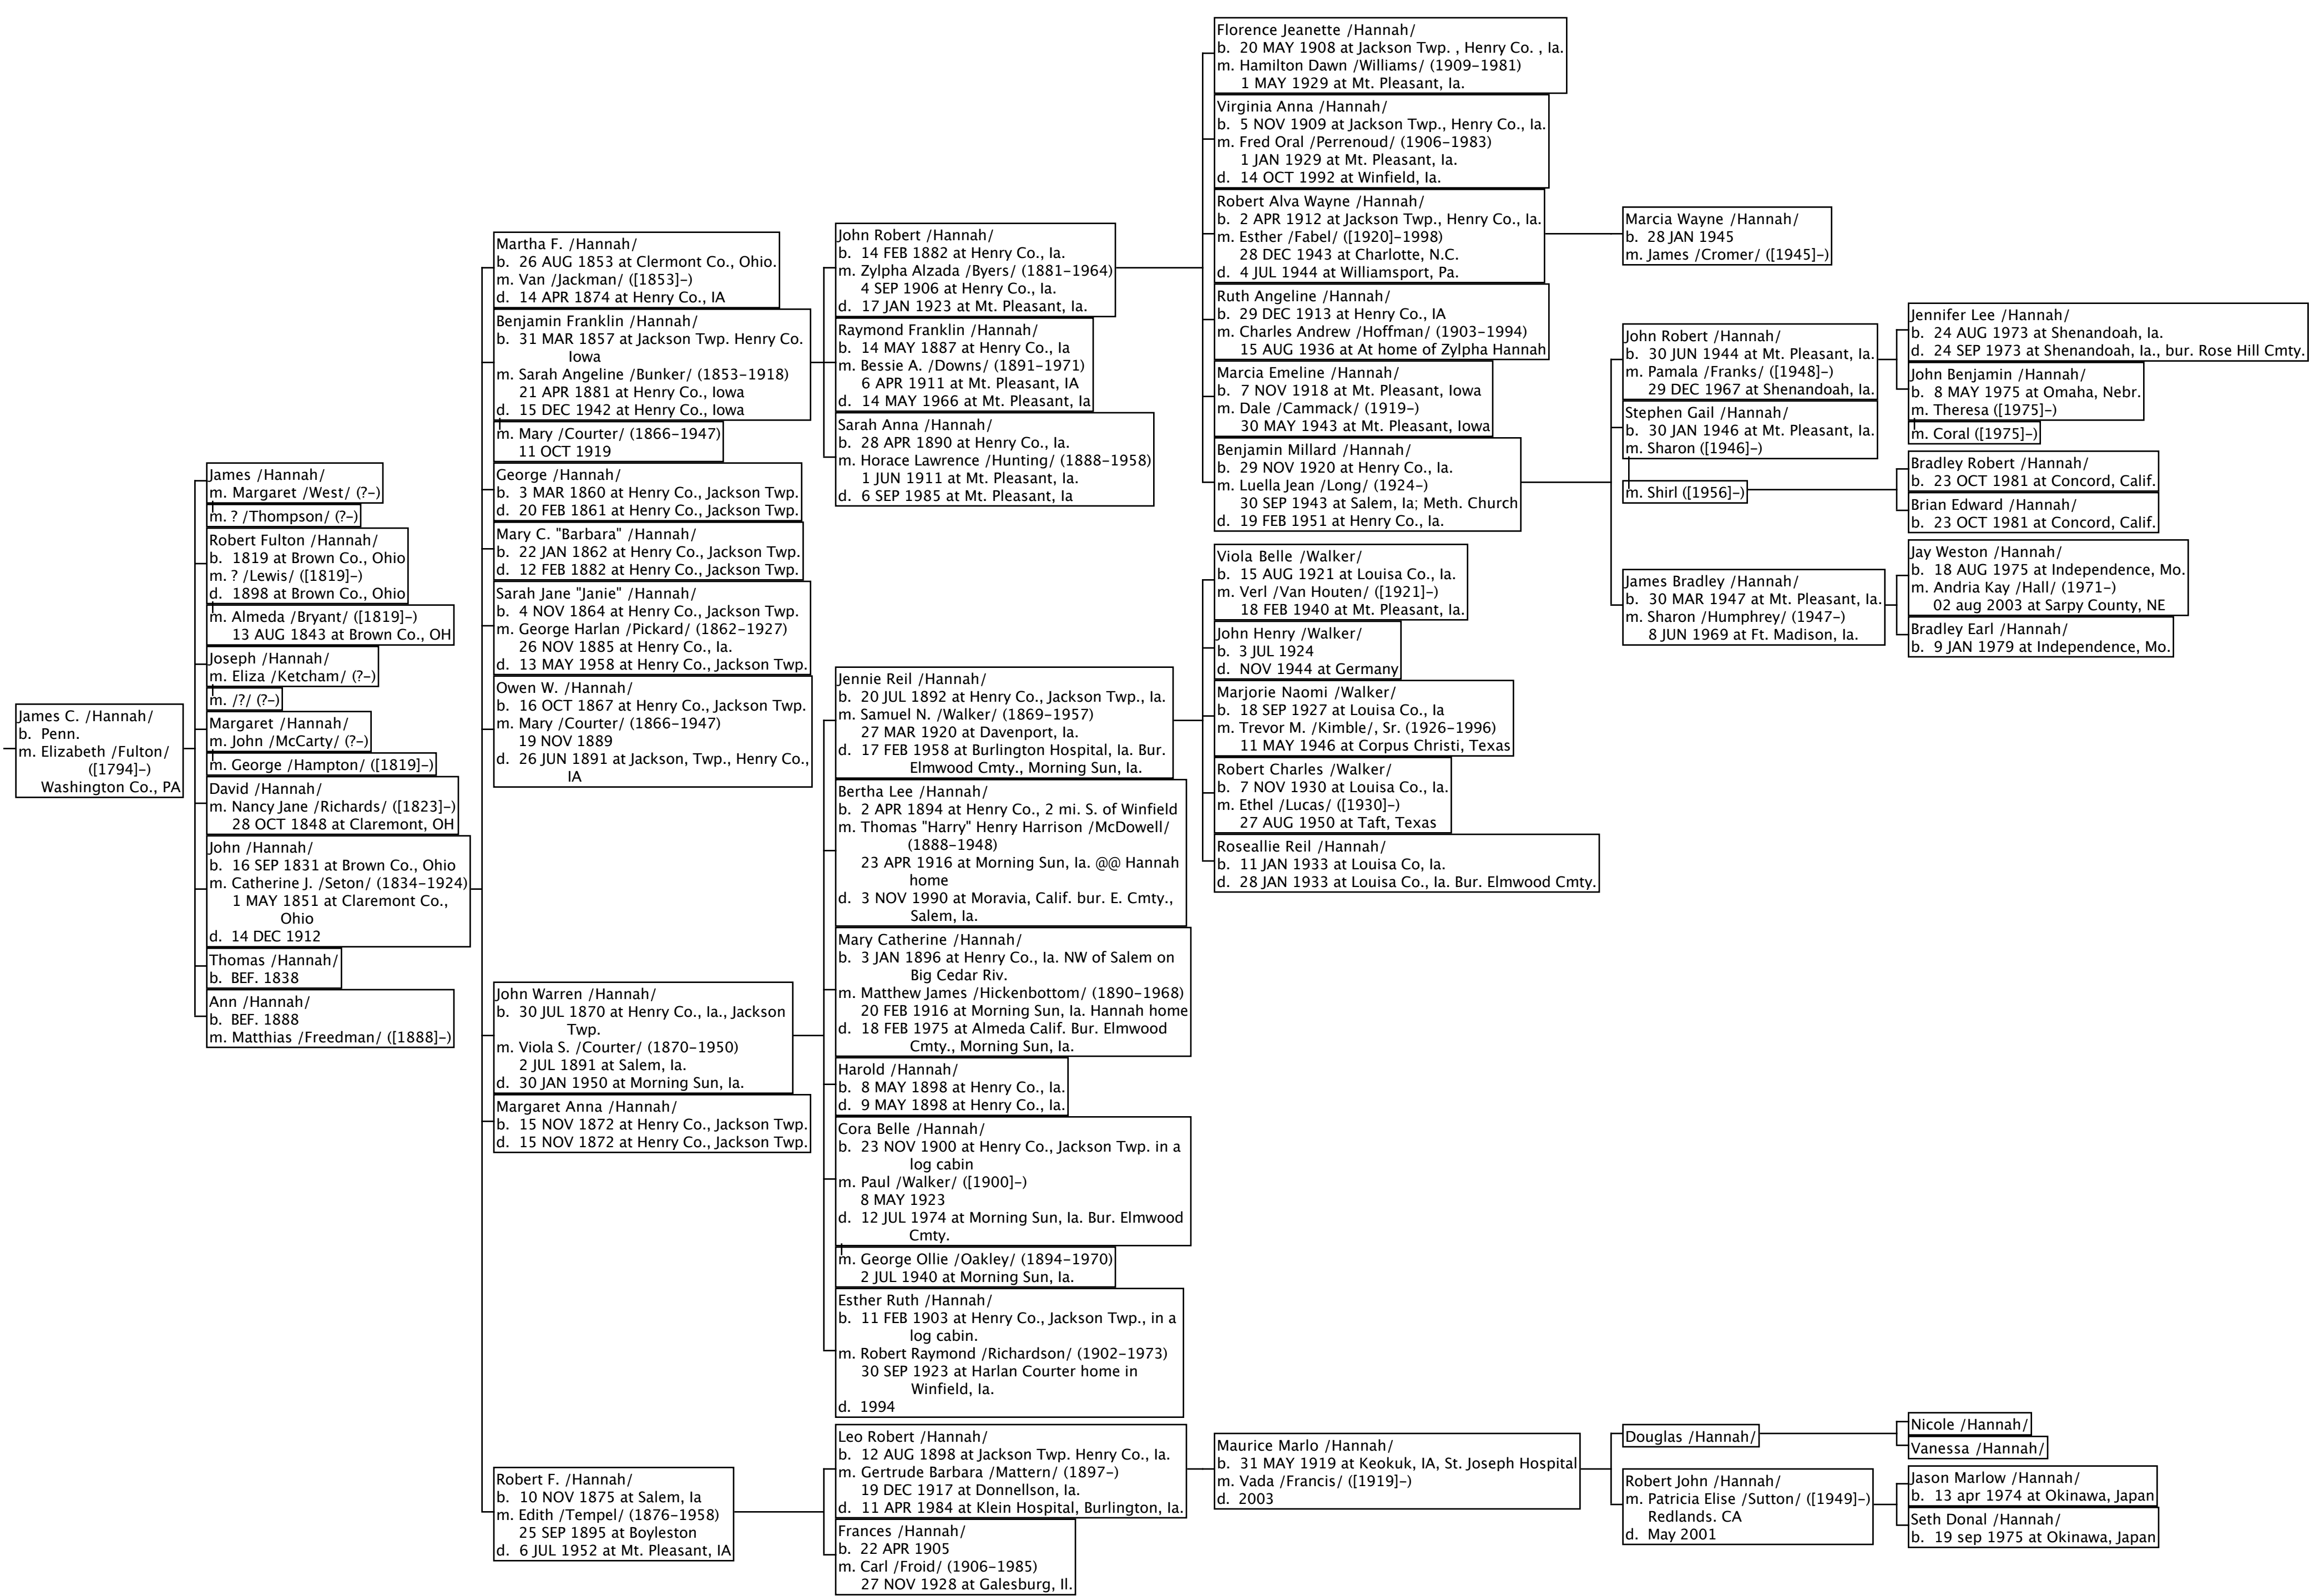 James C. /Hannah/
b.  Penn.
m. Elizabeth /Fulton/
([1794]–)
Washington Co., PA
James /Hannah/
m. Margaret /West/ (?–)
m. ? /Thompson/ (?–)
Robert Fulton /Hannah/
b.  1819 at Brown Co., Ohio
m. ? /Lewis/ ([1819]–)
d.  1898 at Brown Co., Ohio
m. Almeda /Bryant/ ([1819]–)
13 AUG 1843 at Brown Co., OH
Joseph /Hannah/
m. Eliza /Ketcham/ (?–)
m. /?/ (?–)
Margaret /Hannah/
m. John /McCarty/ (?–)
m. George /Hampton/ ([1819]–)
David /Hannah/
m. Nancy Jane /Richards/ ([1823]–)
28 OCT 1848 at Claremont, OH
John /Hannah/
b.  16 SEP 1831 at Brown Co., Ohio
m. Catherine J. /Seton/ (1834–1924)
1 MAY 1851 at Claremont Co.,
Ohio
d.  14 DEC 1912
Thomas /Hannah/
b.  BEF. 1838
Ann /Hannah/
b.  BEF. 1888
m. Matthias /Freedman/ ([1888]–)
Martha F. /Hannah/
b.  26 AUG 1853 at Clermont Co., Ohio.
m. Van /Jackman/ ([1853]–)
d.  14 APR 1874 at Henry Co., IA
Benjamin Franklin /Hannah/
b.  31 MAR 1857 at Jackson Twp. Henry Co.
Iowa
m. Sarah Angeline /Bunker/ (1853–1918)
21 APR 1881 at Henry Co., Iowa
d.  15 DEC 1942 at Henry Co., Iowa
m. Mary /Courter/ (1866–1947)
11 OCT 1919
George /Hannah/
b.  3 MAR 1860 at Henry Co., Jackson Twp.
d.  20 FEB 1861 at Henry Co., Jackson Twp.
Mary C. "Barbara" /Hannah/
b.  22 JAN 1862 at Henry Co., Jackson Twp.
d.  12 FEB 1882 at Henry Co., Jackson Twp.
Sarah Jane "Janie" /Hannah/
b.  4 NOV 1864 at Henry Co., Jackson Twp.
m. George Harlan /Pickard/ (1862–1927)
26 NOV 1885 at Henry Co., Ia.
d.  13 MAY 1958 at Henry Co., Jackson Twp.
Owen W. /Hannah/
b.  16 OCT 1867 at Henry Co., Jackson Twp.
m. Mary /Courter/ (1866–1947)
19 NOV 1889
d.  26 JUN 1891 at Jackson, Twp., Henry Co.,
IA
John Warren /Hannah/
b.  30 JUL 1870 at Henry Co., Ia., Jackson
Twp.
m. Viola S. /Courter/ (1870–1950)
2 JUL 1891 at Salem, Ia.
d.  30 JAN 1950 at Morning Sun, Ia.
Margaret Anna /Hannah/
b.  15 NOV 1872 at Henry Co., Jackson Twp.
d.  15 NOV 1872 at Henry Co., Jackson Twp.
Robert F. /Hannah/
b.  10 NOV 1875 at Salem, Ia
m. Edith /Tempel/ (1876–1958)
25 SEP 1895 at Boyleston
d.  6 JUL 1952 at Mt. Pleasant, IA
John Robert /Hannah/
b.  14 FEB 1882 at Henry Co., Ia.
m. Zylpha Alzada /Byers/ (1881–1964)
4 SEP 1906 at Henry Co., Ia.
d.  17 JAN 1923 at Mt. Pleasant, Ia.
Raymond Franklin /Hannah/
b.  14 MAY 1887 at Henry Co., Ia
m. Bessie A. /Downs/ (1891–1971)
6 APR 1911 at Mt. Pleasant, IA
d.  14 MAY 1966 at Mt. Pleasant, Ia
Sarah Anna /Hannah/
b.  28 APR 1890 at Henry Co., Ia.
m. Horace Lawrence /Hunting/ (1888–1958)
1 JUN 1911 at Mt. Pleasant, Ia.
d.  6 SEP 1985 at Mt. Pleasant, Ia
Jennie Reil /Hannah/
b.  20 JUL 1892 at Henry Co., Jackson Twp., Ia.
m. Samuel N. /Walker/ (1869–1957)
27 MAR 1920 at Davenport, Ia.
d.  17 FEB 1958 at Burlington Hospital, Ia. Bur.
Elmwood Cmty., Morning Sun, Ia.
Bertha Lee /Hannah/
b.  2 APR 1894 at Henry Co., 2 mi. S. of Winfield
m. Thomas "Harry" Henry Harrison /McDowell/
(1888–1948)
23 APR 1916 at Morning Sun, Ia. @@ Hannah
home
d.  3 NOV 1990 at Moravia, Calif. bur. E. Cmty.,
Salem, Ia.
Mary Catherine /Hannah/
b.  3 JAN 1896 at Henry Co., Ia. NW of Salem on
Big Cedar Riv.
m. Matthew James /Hickenbottom/ (1890–1968)
20 FEB 1916 at Morning Sun, Ia. Hannah home
d.  18 FEB 1975 at Almeda Calif. Bur. Elmwood
Cmty., Morning Sun, Ia.
Harold /Hannah/
b.  8 MAY 1898 at Henry Co., Ia.
d.  9 MAY 1898 at Henry Co., Ia.
Cora Belle /Hannah/
b.  23 NOV 1900 at Henry Co., Jackson Twp. in a
log cabin
m. Paul /Walker/ ([1900]–)
8 MAY 1923
d.  12 JUL 1974 at Morning Sun, Ia. Bur. Elmwood
Cmty.
m. George Ollie /Oakley/ (1894–1970)
2 JUL 1940 at Morning Sun, Ia.
Esther Ruth /Hannah/
b.  11 FEB 1903 at Henry Co., Jackson Twp., in a
log cabin.
m. Robert Raymond /Richardson/ (1902–1973)
30 SEP 1923 at Harlan Courter home in
Winfield, Ia.
d.  1994
Leo Robert /Hannah/
b.  12 AUG 1898 at Jackson Twp. Henry Co., Ia.
m. Gertrude Barbara /Mattern/ (1897–)
19 DEC 1917 at Donnellson, Ia.
d.  11 APR 1984 at Klein Hospital, Burlington, Ia.
Frances /Hannah/
b.  22 APR 1905
m. Carl /Froid/ (1906–1985)
27 NOV 1928 at Galesburg, Il.
Florence Jeanette /Hannah/
b.  20 MAY 1908 at Jackson Twp. , Henry Co. , Ia.
m. Hamilton Dawn /Williams/ (1909–1981)
1 MAY 1929 at Mt. Pleasant, Ia.
Virginia Anna /Hannah/
b.  5 NOV 1909 at Jackson Twp., Henry Co., Ia.
m. Fred Oral /Perrenoud/ (1906–1983)
1 JAN 1929 at Mt. Pleasant, Ia.
d.  14 OCT 1992 at Winfield, Ia.
Robert Alva Wayne /Hannah/
b.  2 APR 1912 at Jackson Twp., Henry Co., Ia.
m. Esther /Fabel/ ([1920]–1998)
28 DEC 1943 at Charlotte, N.C.
d.  4 JUL 1944 at Williamsport, Pa.
Ruth Angeline /Hannah/
b.  29 DEC 1913 at Henry Co., IA
m. Charles Andrew /Hoffman/ (1903–1994)
15 AUG 1936 at At home of Zylpha Hannah
Marcia Emeline /Hannah/
b.  7 NOV 1918 at Mt. Pleasant, Iowa
m. Dale /Cammack/ (1919–)
30 MAY 1943 at Mt. Pleasant, Iowa
Benjamin Millard /Hannah/
b.  29 NOV 1920 at Henry Co., Ia.
m. Luella Jean /Long/ (1924–)
30 SEP 1943 at Salem, Ia; Meth. Church
d.  19 FEB 1951 at Henry Co., Ia.
Viola Belle /Walker/
b.  15 AUG 1921 at Louisa Co., Ia.
m. Verl /Van Houten/ ([1921]–)
18 FEB 1940 at Mt. Pleasant, Ia.
John Henry /Walker/
b.  3 JUL 1924
d.  NOV 1944 at Germany
Marjorie Naomi /Walker/
b.  18 SEP 1927 at Louisa Co., Ia
m. Trevor M. /Kimble/, Sr. (1926–1996)
11 MAY 1946 at Corpus Christi, Texas
Robert Charles /Walker/
b.  7 NOV 1930 at Louisa Co., Ia.
m. Ethel /Lucas/ ([1930]–)
27 AUG 1950 at Taft, Texas
Roseallie Reil /Hannah/
b.  11 JAN 1933 at Louisa Co, Ia.
d.  28 JAN 1933 at Louisa Co., Ia. Bur. Elmwood Cmty.
Maurice Marlo /Hannah/
b.  31 MAY 1919 at Keokuk, IA, St. Joseph Hospital
m. Vada /Francis/ ([1919]–)
d.  2003
Marcia Wayne /Hannah/
b.  28 JAN 1945
m. James /Cromer/ ([1945]–)
John Robert /Hannah/
b.  30 JUN 1944 at Mt. Pleasant, Ia.
m. Pamala /Franks/ ([1948]–)
29 DEC 1967 at Shenandoah, Ia.
Stephen Gail /Hannah/
b.  30 JAN 1946 at Mt. Pleasant, Ia.
m. Sharon ([1946]–)
m. Shirl ([1956]–)
James Bradley /Hannah/
b.  30 MAR 1947 at Mt. Pleasant, Ia.
m. Sharon /Humphrey/ (1947–)
8 JUN 1969 at Ft. Madison, Ia.
Douglas /Hannah/
Robert John /Hannah/
m. Patricia Elise /Sutton/ ([1949]–)
Redlands. CA
d.  May 2001
Jennifer Lee /Hannah/
b.  24 AUG 1973 at Shenandoah, Ia.
d.  24 SEP 1973 at Shenandoah, Ia., bur. Rose Hill Cmty.
John Benjamin /Hannah/
b.  8 MAY 1975 at Omaha, Nebr.
m. Theresa ([1975]–)
m. Coral ([1975]–)
Bradley Robert /Hannah/
b.  23 OCT 1981 at Concord, Calif.
Brian Edward /Hannah/
b.  23 OCT 1981 at Concord, Calif.
Jay Weston /Hannah/
b.  18 AUG 1975 at Independence, Mo.
m. Andria Kay /Hall/ (1971–)
02 aug 2003 at Sarpy County, NE
Bradley Earl /Hannah/
b.  9 JAN 1979 at Independence, Mo.
Nicole /Hannah/
Vanessa /Hannah/
Jason Marlow /Hannah/
b.  13 apr 1974 at Okinawa, Japan
Seth Donal /Hannah/
b.  19 sep 1975 at Okinawa, Japan